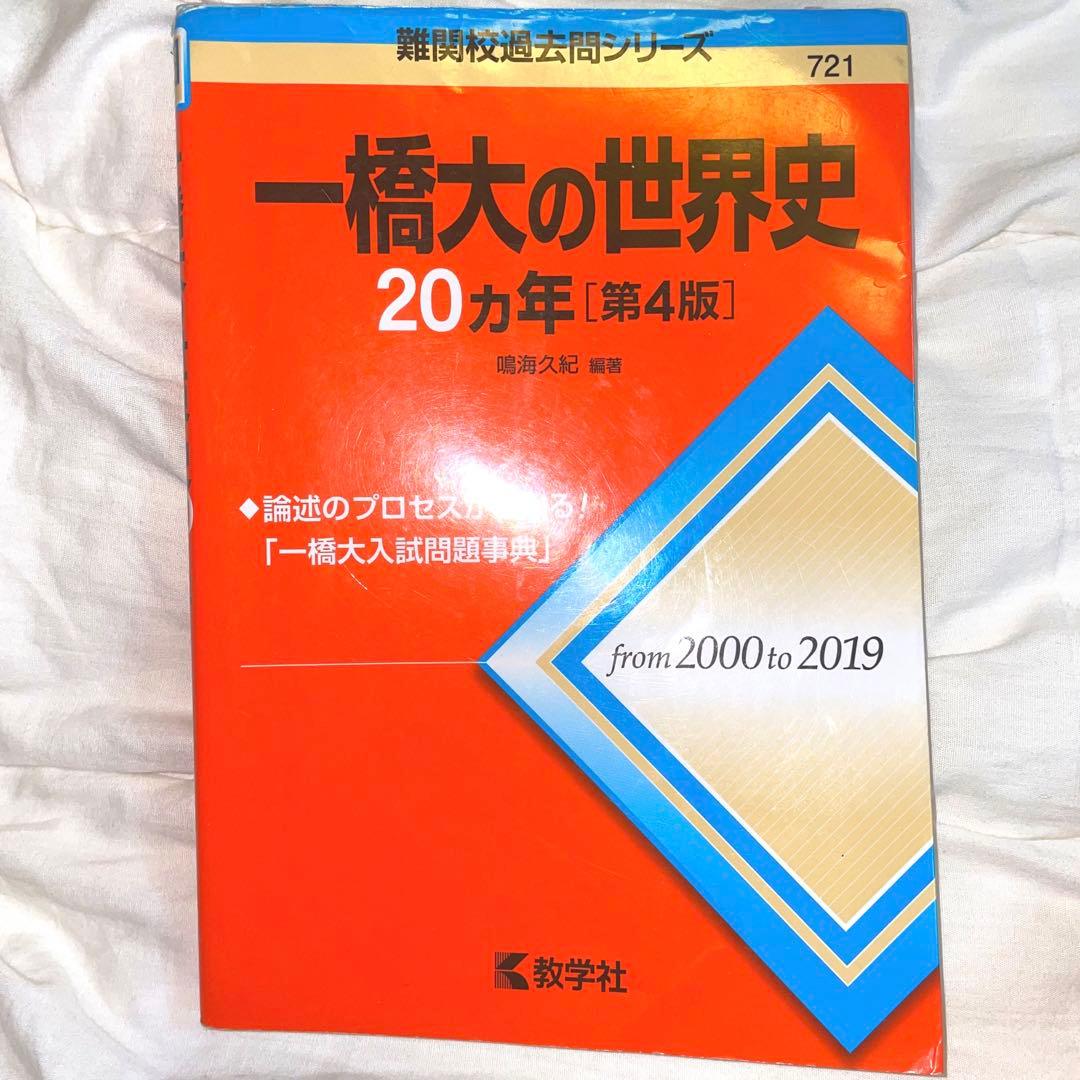 難関校過去問シリーズ
721
一橋大の世界史
20カ年[第4版]
鳴海久紀 編著
◆論述のプロセスが る!
「一橋大入試問題事典」
from 2000 to 2019
教学社